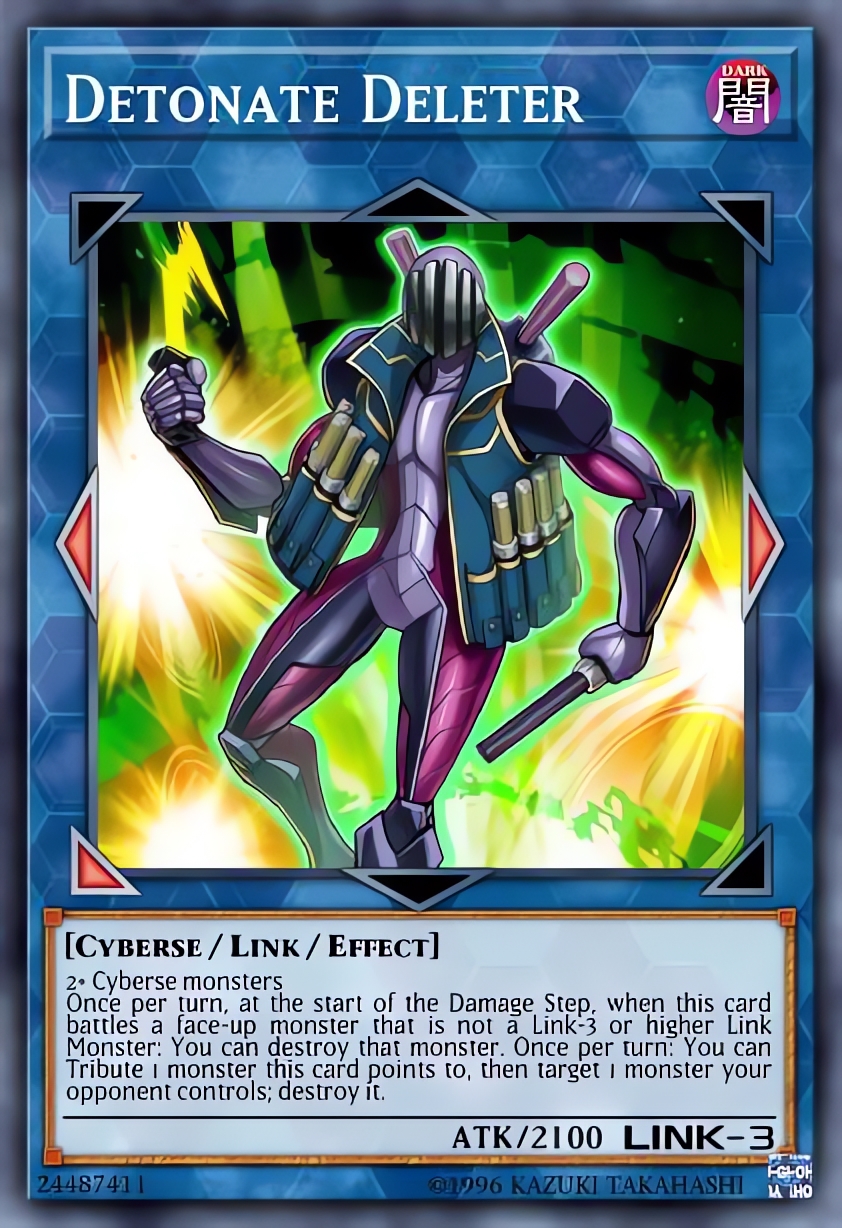 DETONATE DELETER
DARK
闇
[CYBERSE / LINK / EFFECT]
2+ Cyberse monsters
Once per turn, at the start of the Damage Step, when this card
battles a face-up monster that is not a Link-3 or higher Link
Monster: You can destroy that monster. Once per turn: You can
Tribute 1 monster this card points to, then target 1 monster your
opponent controls; destroy it.
ATK/2100 LINK-3
24487411
©1996 KAZUKI TAKAHASHI